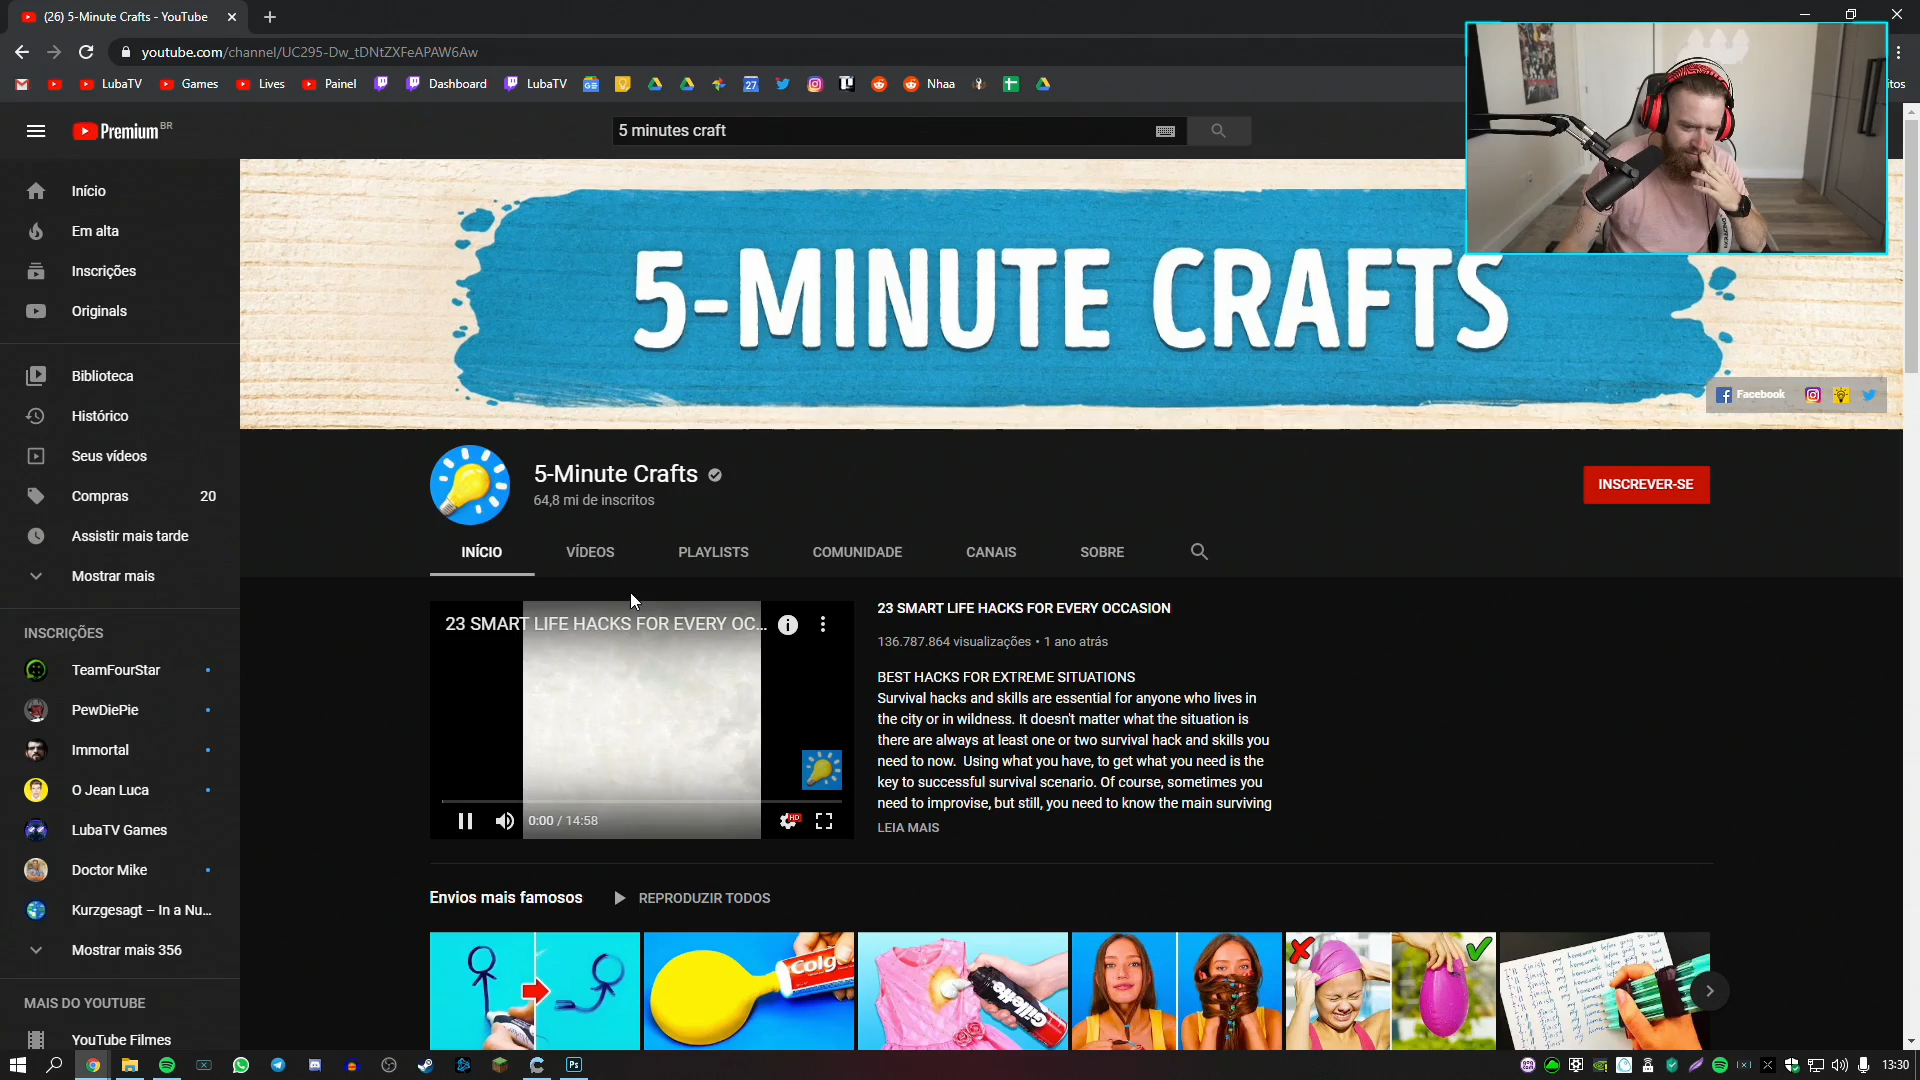 (26) 5-Minute Crafts - YouTube
youtube.com/channel/UC295-Dw_tDNtZXFeAPAW6Aw
LubaTV
Games
Lives
Painel
Dashboard
LubaTV
27
Nhaa
itos
Premium BR
5 minutes craft
Início
Em alta
Inscrições
Originals
Biblioteca
Histórico
Seus vídeos
Compras 20
Assistir mais tarde
Mostrar mais
INSCRIÇÕES
TeamFourStar
PewDiePie
Immortal
O Jean Luca
LubaTV Games
Doctor Mike
Kurzgesagt – In a Nu...
Mostrar mais 356
MAIS DO YOUTUBE
YouTube Filmes
5-MINUTE CRAFTS
Facebook
5-Minute Crafts
64,8 mi de inscritos
INSCREVER-SE
INÍCIO
VÍDEOS
PLAYLISTS
COMUNIDADE
CANAIS
SOBRE
23 SMART LIFE HACKS FOR EVERY OC...
0:00 / 14:58
HD
23 SMART LIFE HACKS FOR EVERY OCCASION
136.787.864 visualizações • 1 ano atrás
BEST HACKS FOR EXTREME SITUATIONS
Survival hacks and skills are essential for anyone who lives in
the city or in wildness. It doesn't matter what the situation is
there are always at least one or two survival hack and skills you
need to now.  Using what you have, to get what you need is the
key to successful survival scenario. Of course, sometimes you
need to improvise, but still, you need to know the main surviving
LEIA MAIS
Envios mais famosos
REPRODUZIR TODOS
Colg
Gillette
Ps
13:30